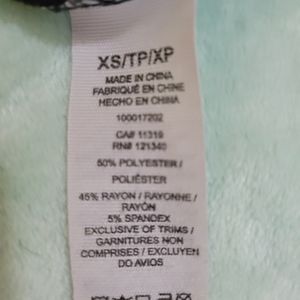 XS/TP/XP
MADE IN CHINA
FABRIQUÉ EN CHINE
HECHO EN CHINA
100017202
CA# 11319
RN# 121340
50% POLYESTER /
POLIÉSTER
45% RAYON / RAYONNE /
RAYÓN
5% SPANDEX
EXCLUSIVE OF TRIMS /
GARNITURES NON
COMPRISES / EXCLUYEN
DO AVIOS